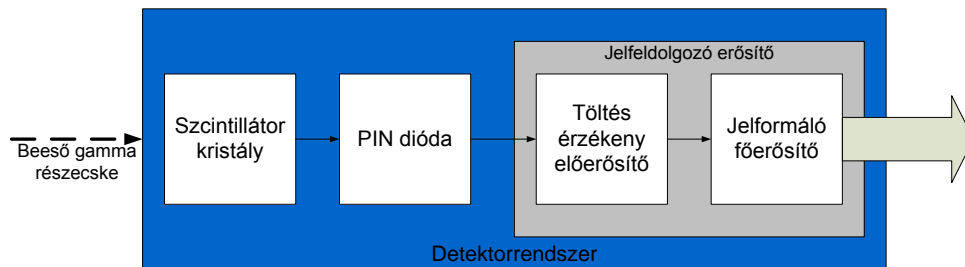 Beeső gamma
részecske
Szcintillátor
kristály
PIN dióda
Jelfeldolgozó erősítő
Töltés
érzékeny
előerősítő
Jelformáló
főerősítő
Detektorrendszer